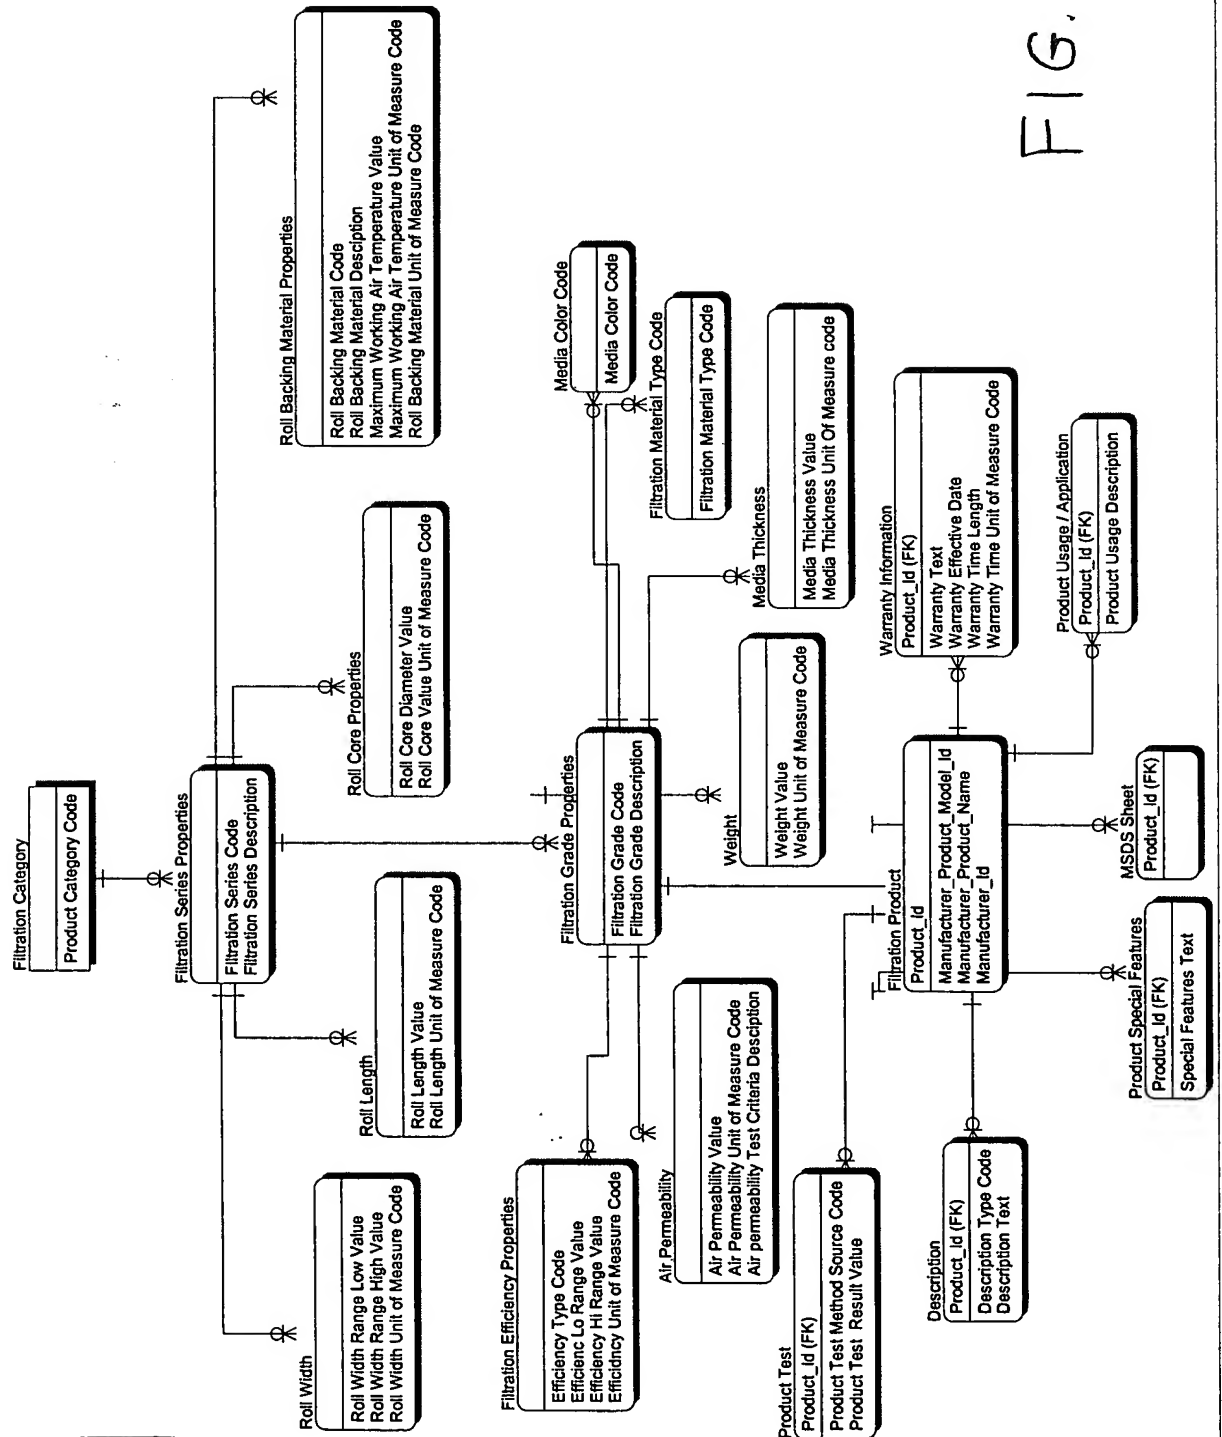 Filtration Category
Product Category Code
Filtration Series Properties
Filtration Series Code
Filtration Series Description
Roll Width
Roll Width Range Low Value
Roll Width Range High Value
Roll Width Unit of Measure Code
Roll Length
Roll Length Value
Roll Length Unit of Measure Code
Roll Core Properties
Roll Core Diameter Value
Roll Core Value Unit of Measure Code
Roll Backing Material Properties
Roll Backing Material Code
Roll Backing Material Desciption
Maximum Working Air Temperature Value
Maximum Working Air Temperature Unit of Measure Code
Roll Backing Material Unit of Measure Code
Filtration Efficiency Properties
Efficiency Type Code
Efficienc Lo Range Value
Efficiency Hi Range Value
Efficidncy Unit of Measure Code
Filtration Grade Properties
Filtration Grade Code
Filtration Grade Description
Media Color Code
Media Color Code
Filtration Material Type Code
Filtration Material Type Code
Air Permeability
Air Permeability Value
Air Permeability Unit of Measure Code
Air permeability Test Criteria Desciption
Weight
Weight Value
Weight Unit of Measure Code
Media Thickness
Media Thickness Value
Media Thickness Unit Of Measure code
Product Test
Product_Id (FK)
Product Test Method Source Code
Product Test Result Value
Filtration Product
Product_Id
Manufacturer_Product_Model_Id
Manufacturer_Product_Name
Manufacturer_Id
Warranty Information
Product_Id (FK)
Warranty Text
Warranty Effective Date
Warranty Time Length
Warranty Time Unit of Measure Code
Description
Product_Id (FK)
Description Type Code
Description Text
Product Special Features
Product_Id (FK)
Special Features Text
MSDS Sheet
Product_Id (FK)
Product Usage / Application
Product_Id (FK)
Product Usage Description
FIG.